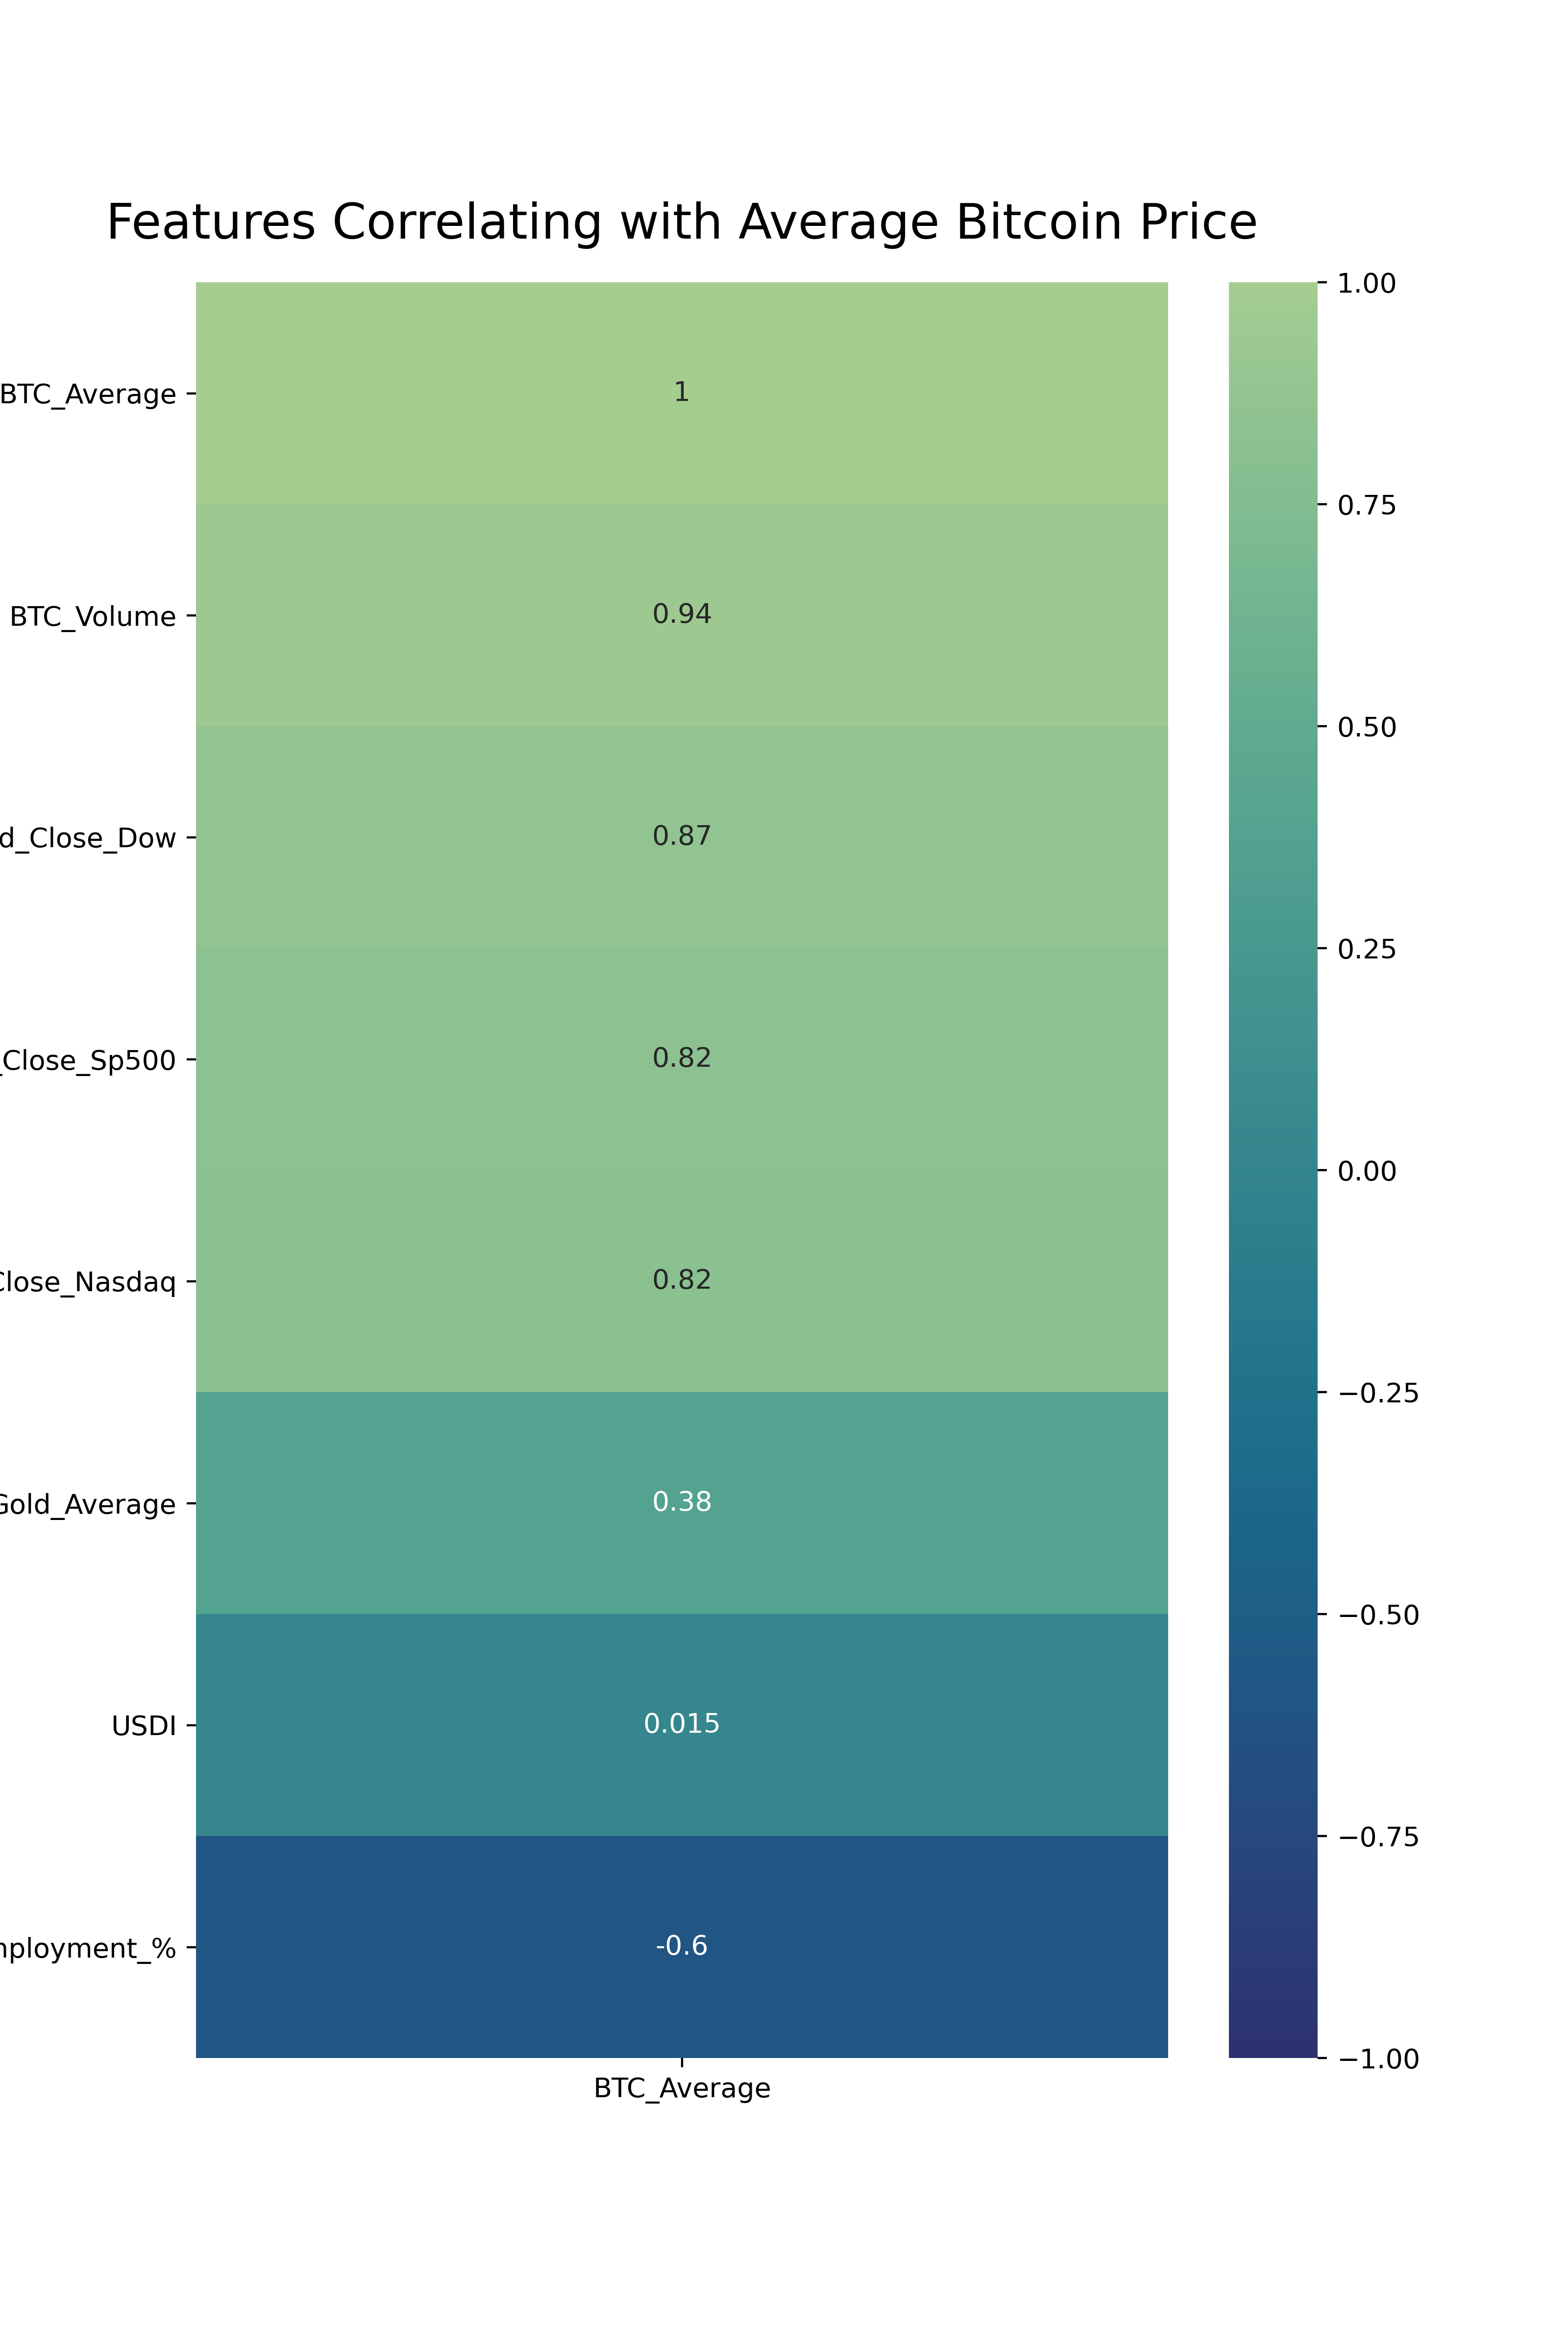 Features Correlating with Average Bitcoin Price
BTC_Average
1
1.00
BTC_Volume
0.94
0.75
d_Close_Dow
0.87
0.50
_Close_Sp500
0.82
0.25
Close_Nasdaq
0.82
0.00
Gold_Average
0.38
−0.25
USDI
0.015
−0.50
mployment_%
-0.6
−0.75
−1.00
BTC_Average